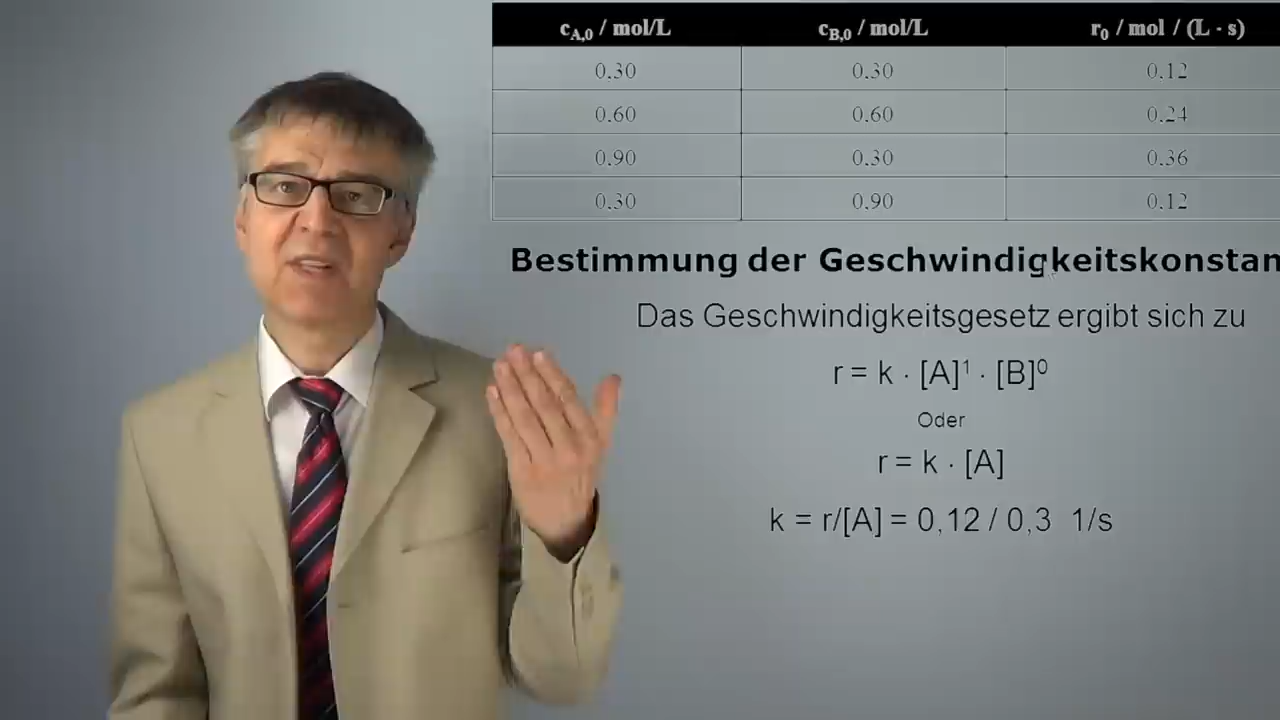 c_A,0 / mol/L c_B,0 / mol/L r_0 / mol / (L · s)
0.30 0.30 0.12
0.60 0.60 0.24
0.90 0.30 0.36
0.30 0.90 0.12
Bestimmung der Geschwindigkeitskonstan
Das Geschwindigkeitsgesetz ergibt sich zu
r = k · [A]¹ · [B]⁰
Oder
r = k · [A]
k = r/[A] = 0,12 / 0,3 1/s